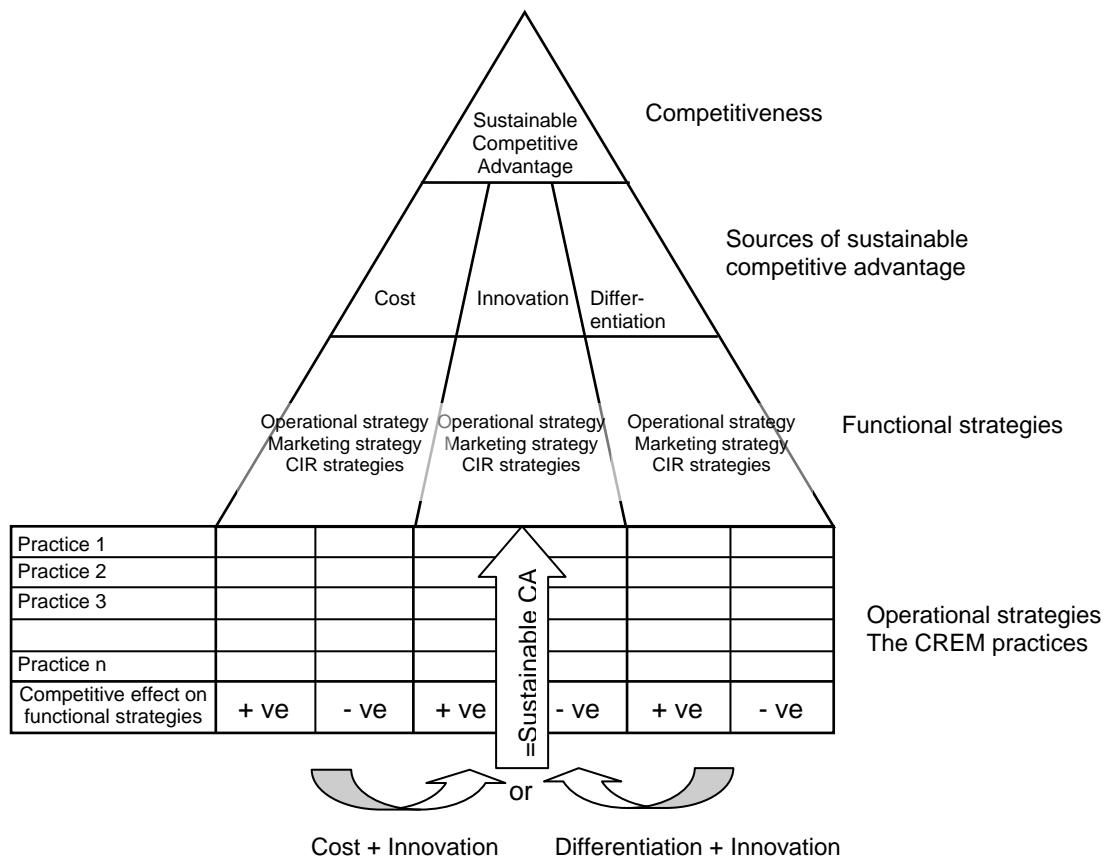 Sustainable
Competitive
Advantage
Competitiveness
Cost
Innovation
Differ-
entiation
Sources of sustainable
competitive advantage
Operational strategy
Marketing strategy
CIR strategies
Operational strategy
Marketing strategy
CIR strategies
Operational strategy
Marketing strategy
CIR strategies
Functional strategies
Practice 1
Practice 2
Practice 3
Practice n
Competitive effect on
functional strategies
+ ve
- ve
+ ve
- ve
+ ve
- ve
=Sustainable CA
Operational strategies
The CREM practices
or
Cost + Innovation
Differentiation + Innovation